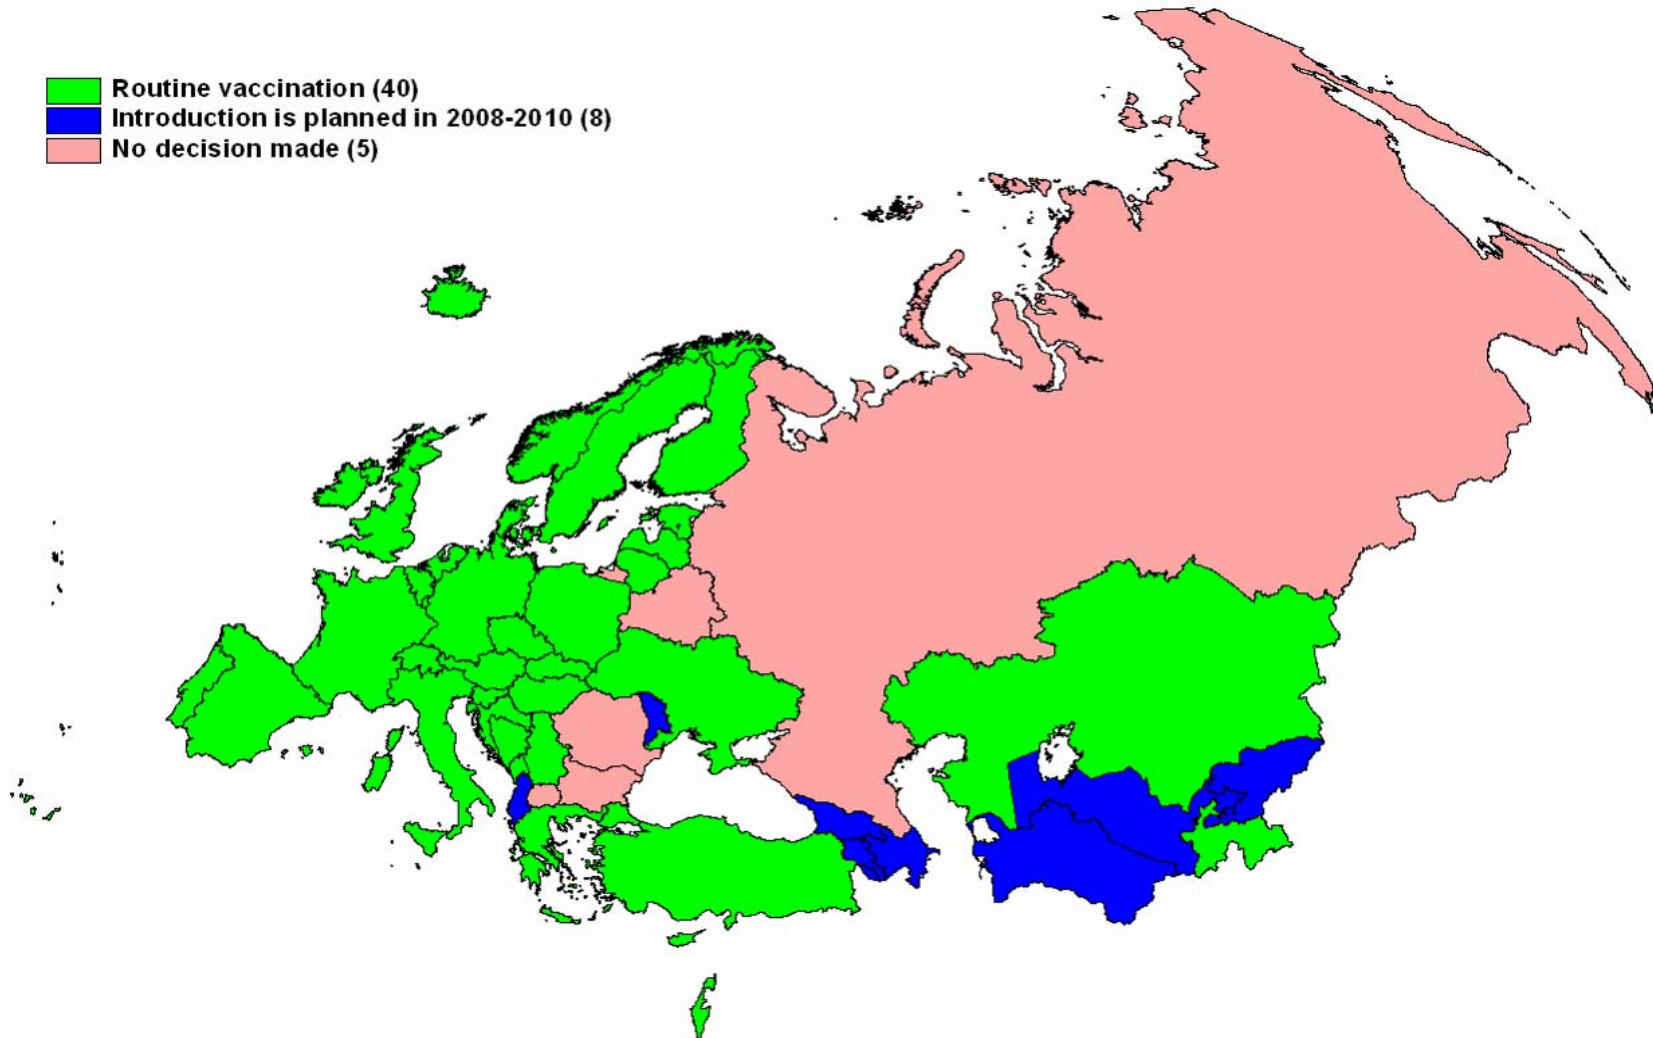 Routine vaccination (40)
Introduction is planned in 2008-2010 (8)
No decision made (5)